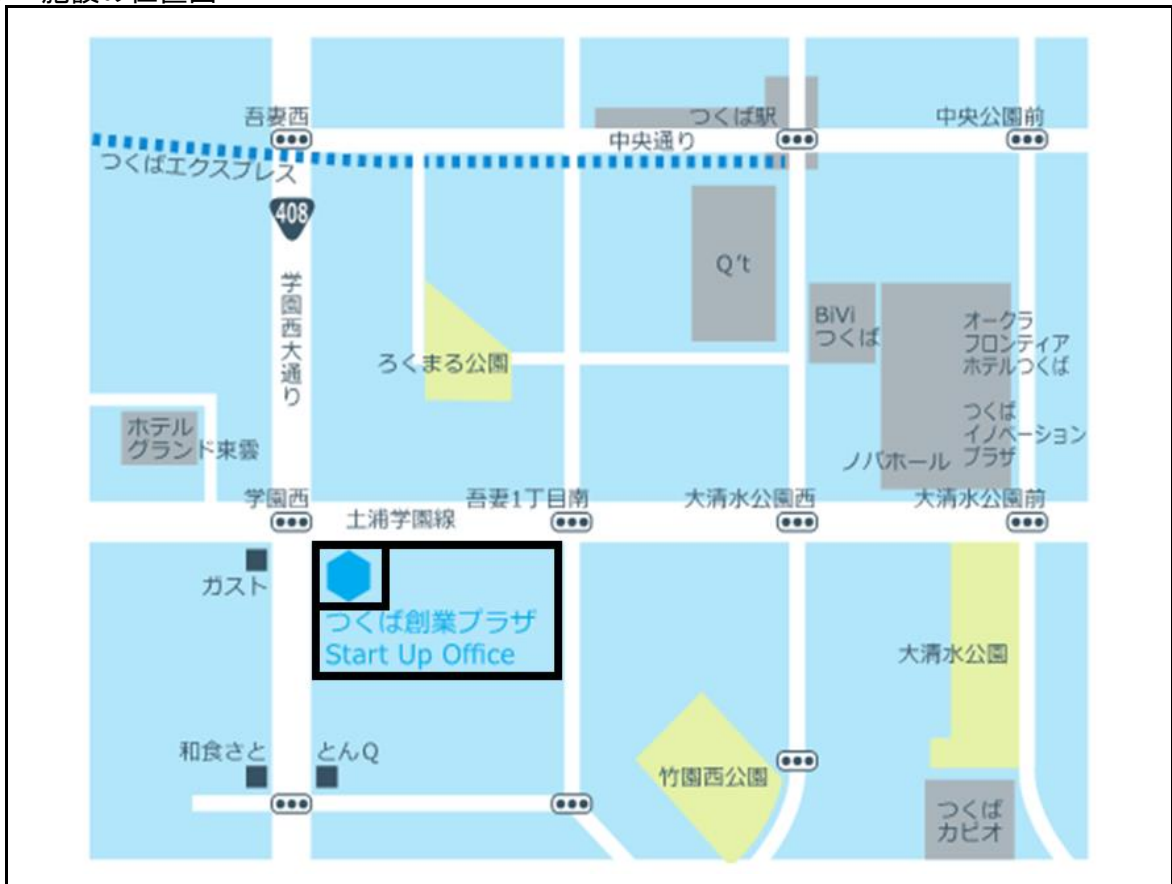 吾妻西
つくば駅
中央公園前
中央通り
つくばエクスプレス
408
学園西大通り
Q't
BiVi
つくば
オークラ
フロンティア
ホテルつくば
ろくまる公園
つくば
イノベーション
プラザ
ホテル
グランド東雲
ノバホール
学園西
吾妻1丁目南
大清水公園西
大清水公園前
土浦学園線
ガスト
つくば創業プラザ
Start Up Office
大清水公園
和食さと
とんQ
竹園西公園
つくば
カピオ